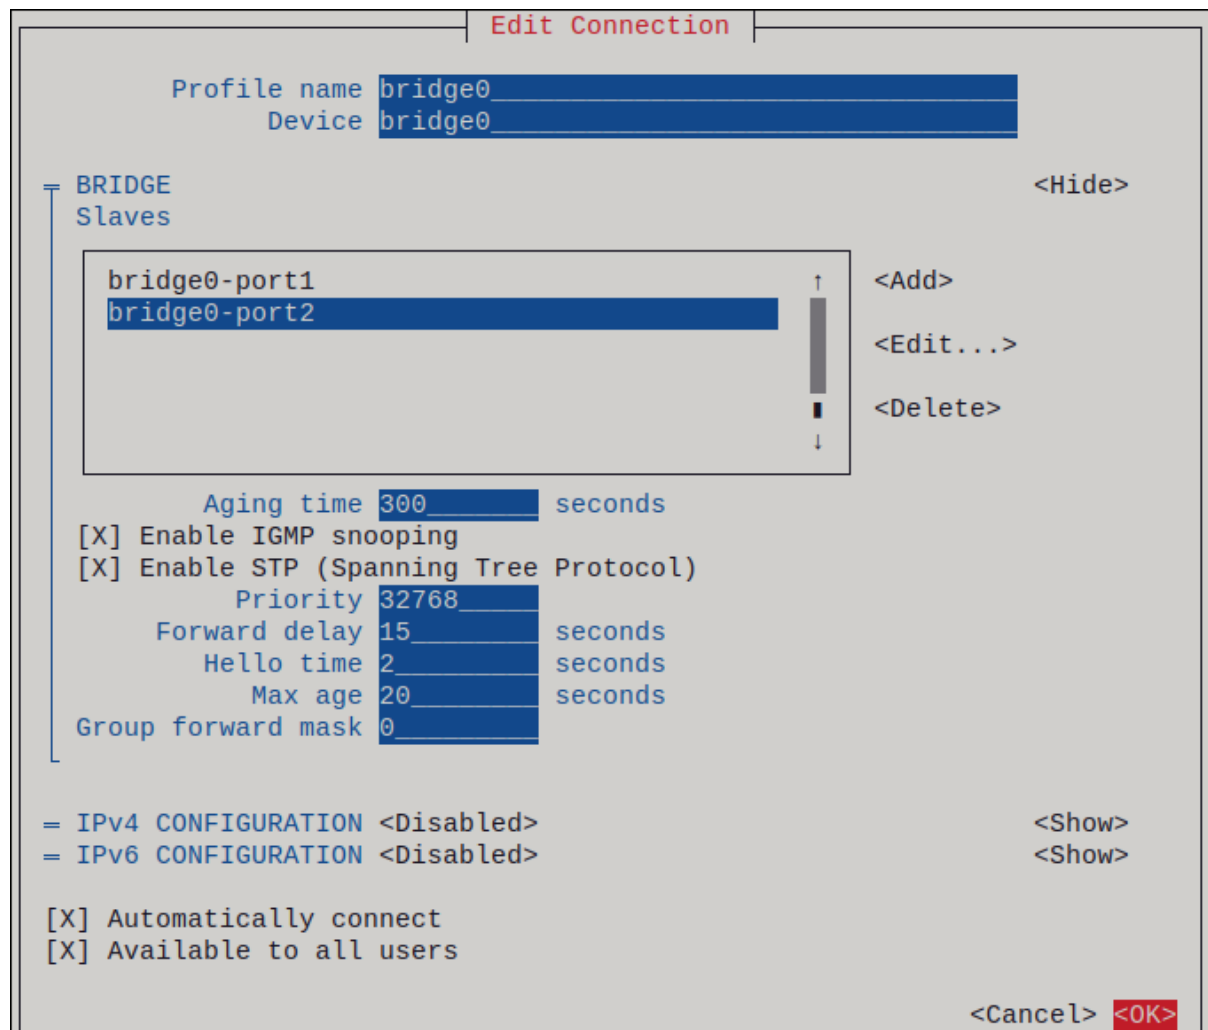 Edit Connection
Profile name bridge0
Device bridge0
BRIDGE <Hide>
Slaves
bridge0-port1 ↑ <Add>
bridge0-port2
<Edit...>
<Delete>
↓
Aging time 300 seconds
[X] Enable IGMP snooping
[X] Enable STP (Spanning Tree Protocol)
Priority 32768
Forward delay 15 seconds
Hello time 2 seconds
Max age 20 seconds
Group forward mask 0
= IPv4 CONFIGURATION <Disabled> <Show>
= IPv6 CONFIGURATION <Disabled> <Show>
[X] Automatically connect
[X] Available to all users
<Cancel> <OK>